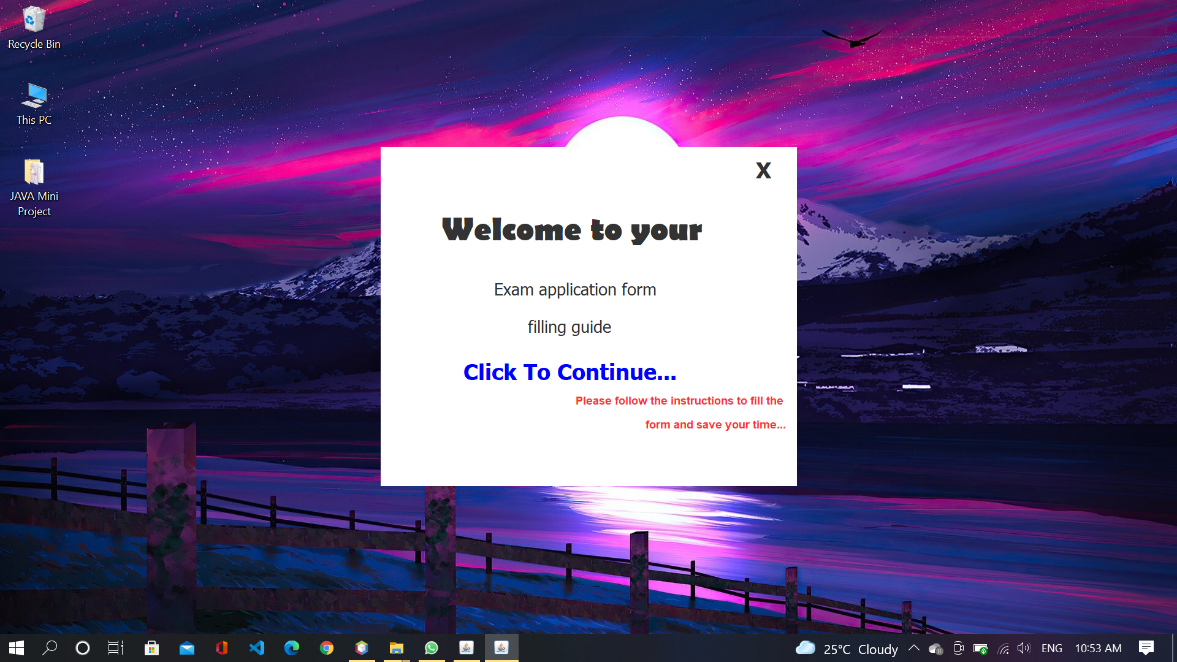 Recycle Bin
This PC
JAVA Mini
Project
X
Welcome to your
Exam application form
filling guide
Click To Continue...
Please follow the instructions to fill the
form and save your time...
25°C Cloudy
ENG
10:53 AM